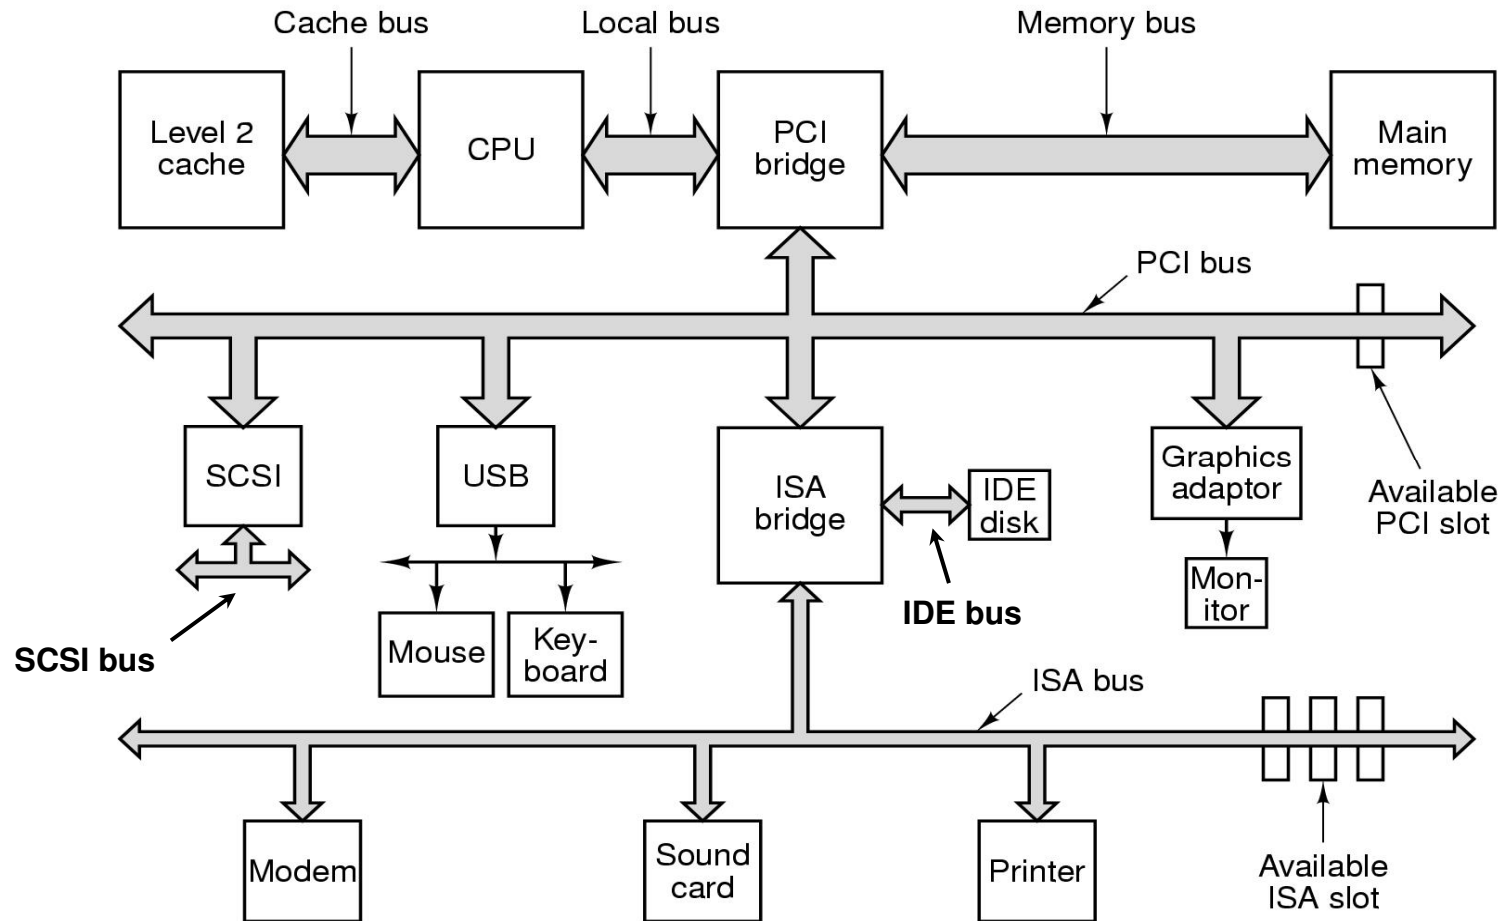 Cache bus
Local bus
Memory bus
Level 2
cache
CPU
PCI
bridge
Main
memory
PCI bus
SCSI
USB
ISA
bridge
IDE
disk
Graphics
adaptor
Available
PCI slot
Mon-
itor
IDE bus
SCSI bus
Mouse
Key-
board
ISA bus
Modem
Sound
card
Printer
Available
ISA slot